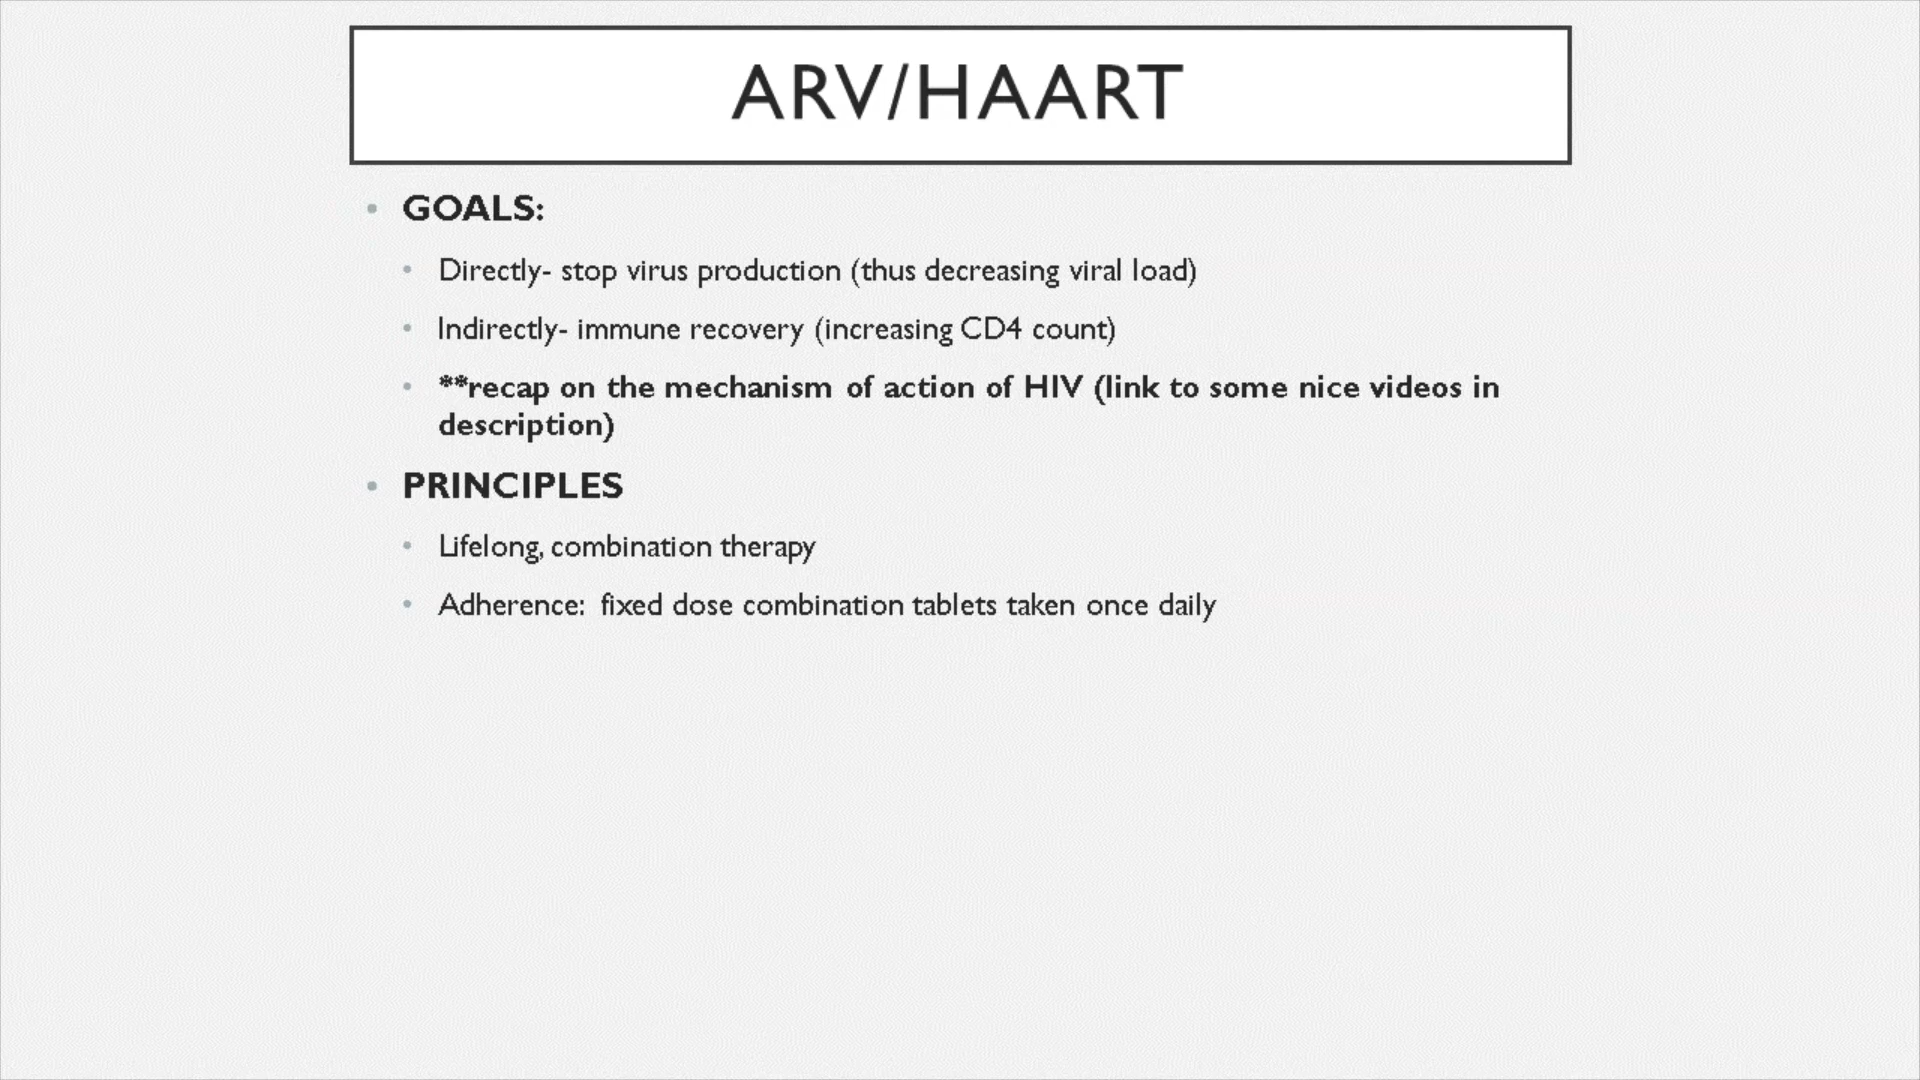 ARV/HAART
• GOALS:
• Directly- stop virus production (thus decreasing viral load)
• Indirectly- immune recovery (increasing CD4 count)
• **recap on the mechanism of action of HIV (link to some nice videos in
description)
• PRINCIPLES
• Lifelong, combination therapy
• Adherence: fixed dose combination tablets taken once daily